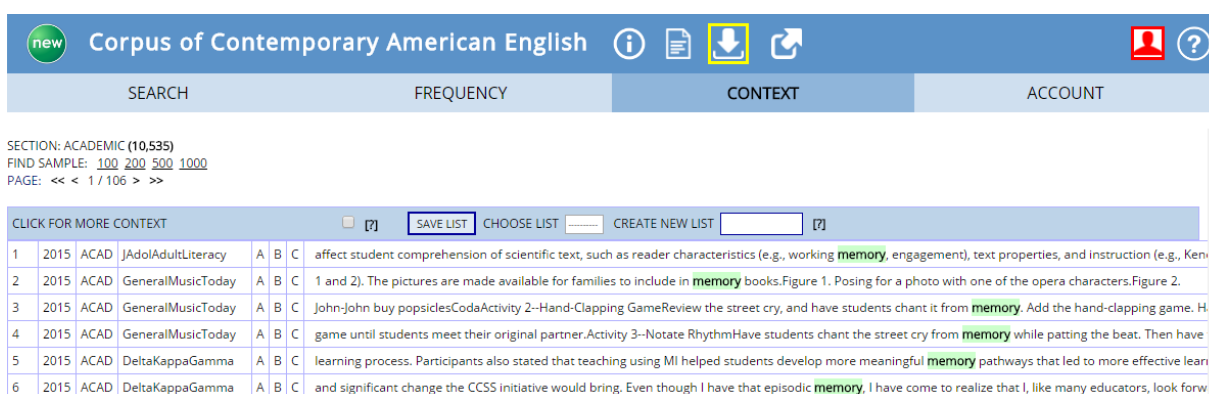 new Corpus of Contemporary American English
SEARCH FREQUENCY CONTEXT ACCOUNT
SECTION: ACADEMIC (10,535)
FIND SAMPLE: 100 200 500 1000
PAGE: << < 1 / 106 > >>
CLICK FOR MORE CONTEXT [?] SAVE LIST CHOOSE LIST ---------- CREATE NEW LIST [?]
1 2015 ACAD JAdolAdultLiteracy A B C affect student comprehension of scientific text, such as reader characteristics (e.g., working memory, engagement), text properties, and instruction (e.g.,
2 2015 ACAD GeneralMusicToday A B C 1 and 2). The pictures are made available for families to include in memory books.Figure 1. Posing for a photo with one of the opera characters.Figure 2.
3 2015 ACAD GeneralMusicToday A B C John-John buy popsiclesCodaActivity 2--Hand-Clapping GameReview the street cry, and have students chant it from memory. Add the hand-clapping game.
4 2015 ACAD GeneralMusicToday A B C game until students meet their original partner.Activity 3--Notate RhythmHave students chant the street cry from memory while patting the beat. Then have
5 2015 ACAD DeltaKappaGamma A B C learning process. Participants also stated that teaching using MI helped students develop more meaningful memory pathways that led to more effective
6 2015 ACAD DeltaKappaGamma A B C and significant change the CCSS initiative would bring. Even though I have that episodic memory, I have come to realize that I, like many educators, look